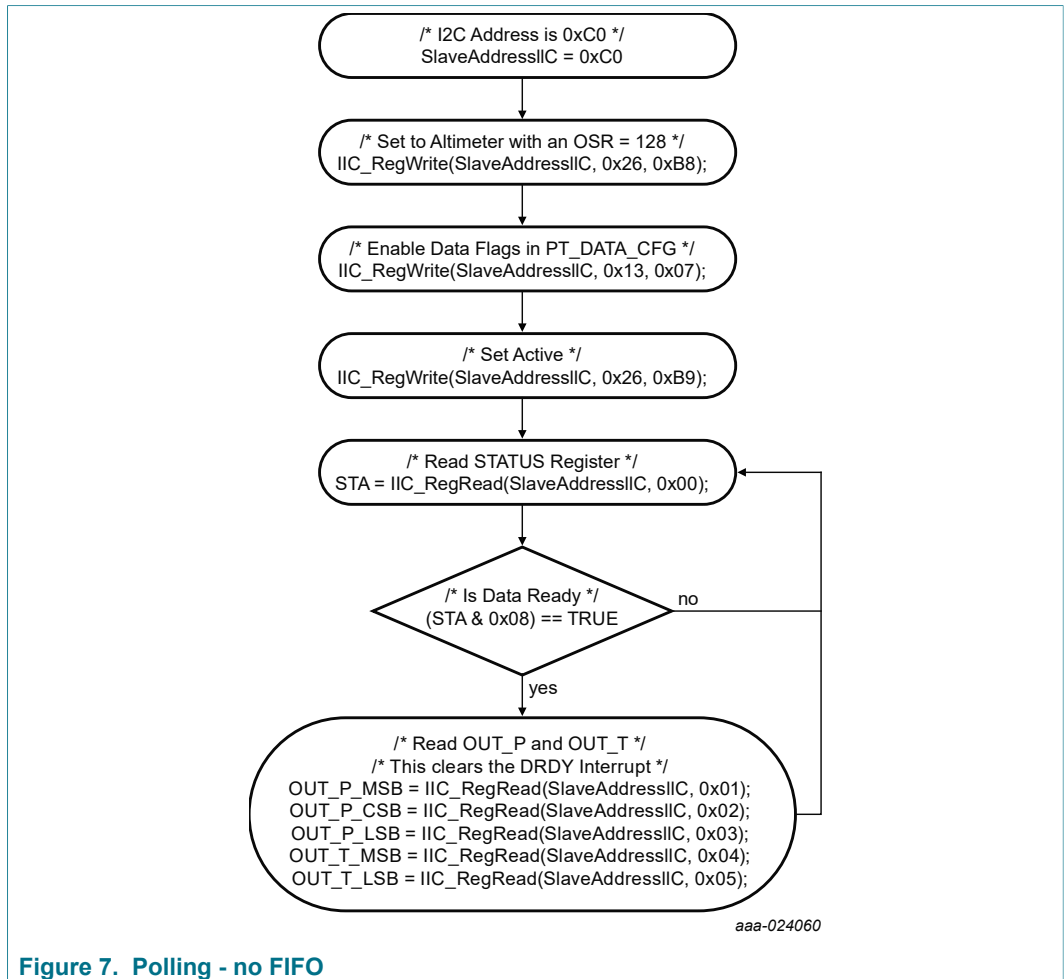 /* I2C Address is 0xC0 */
SlaveAddressIIC = 0xC0
/* Set to Altimeter with an OSR = 128 */
IIC_RegWrite(SlaveAddressIIC, 0x26, 0xB8);
/* Enable Data Flags in PT_DATA_CFG */
IIC_RegWrite(SlaveAddressIIC, 0x13, 0x07);
/* Set Active */
IIC_RegWrite(SlaveAddressIIC, 0x26, 0xB9);
/* Read STATUS Register */
STA = IIC_RegRead(SlaveAddressIIC, 0x00);
/* Is Data Ready */
(STA & 0x08) == TRUE
no
yes
/* Read OUT_P and OUT_T */
/* This clears the DRDY Interrupt */
OUT_P_MSB = IIC_RegRead(SlaveAddressIIC, 0x01);
OUT_P_CSB = IIC_RegRead(SlaveAddressIIC, 0x02);
OUT_P_LSB = IIC_RegRead(SlaveAddressIIC, 0x03);
OUT_T_MSB = IIC_RegRead(SlaveAddressIIC, 0x04);
OUT_T_LSB = IIC_RegRead(SlaveAddressIIC, 0x05);
aaa-024060
Figure 7. Polling - no FIFO